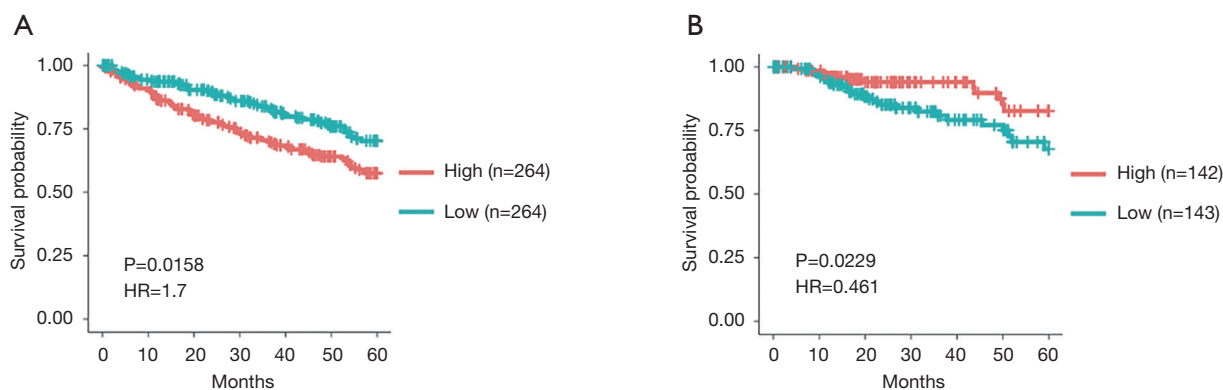 A
Survival probability
1.00
0.75
0.50
0.25
0.00
P=0.0158
HR=1.7
0 10 20 30 40 50 60
Months
High (n=264)
Low (n=264)
B
Survival probability
1.00
0.75
0.50
0.25
0.00
P=0.0229
HR=0.461
0 10 20 30 40 50 60
Months
High (n=142)
Low (n=143)